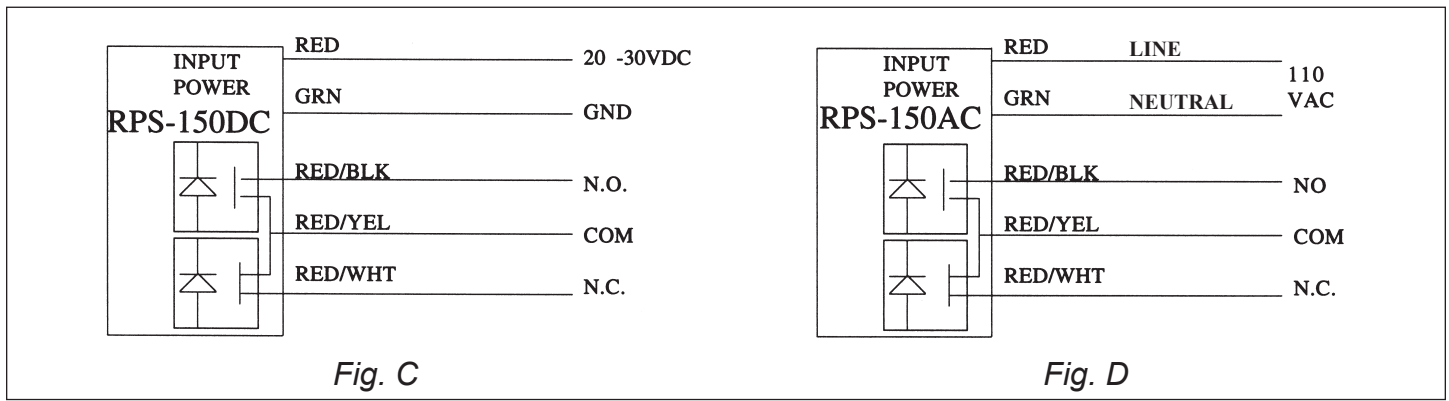 RED
INPUT
POWER
20 -30VDC
GRN
RPS-150DC
GND
RED/BLK
N.O.
RED/YEL
COM
RED/WHT
N.C.
Fig. C
RED LINE
INPUT
POWER
110
VAC
GRN NEUTRAL
RPS-150AC
RED/BLK
NO
RED/YEL
COM
RED/WHT
N.C.
Fig. D